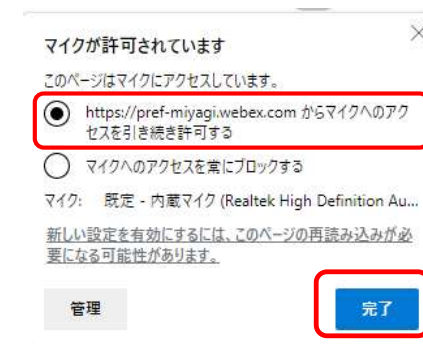 マイクが許可されています
このページはマイクにアクセスしています。
https://pref-miyagi.webex.com からマイクへのアク
セスを引き続き許可する
マイクへのアクセスを常にブロックする
マイク: 既定 - 内蔵マイク (Realtek High Definition Au...
新しい設定を有効にするには、このページの再読み込みが必
要になる可能性があります。
管理
完了